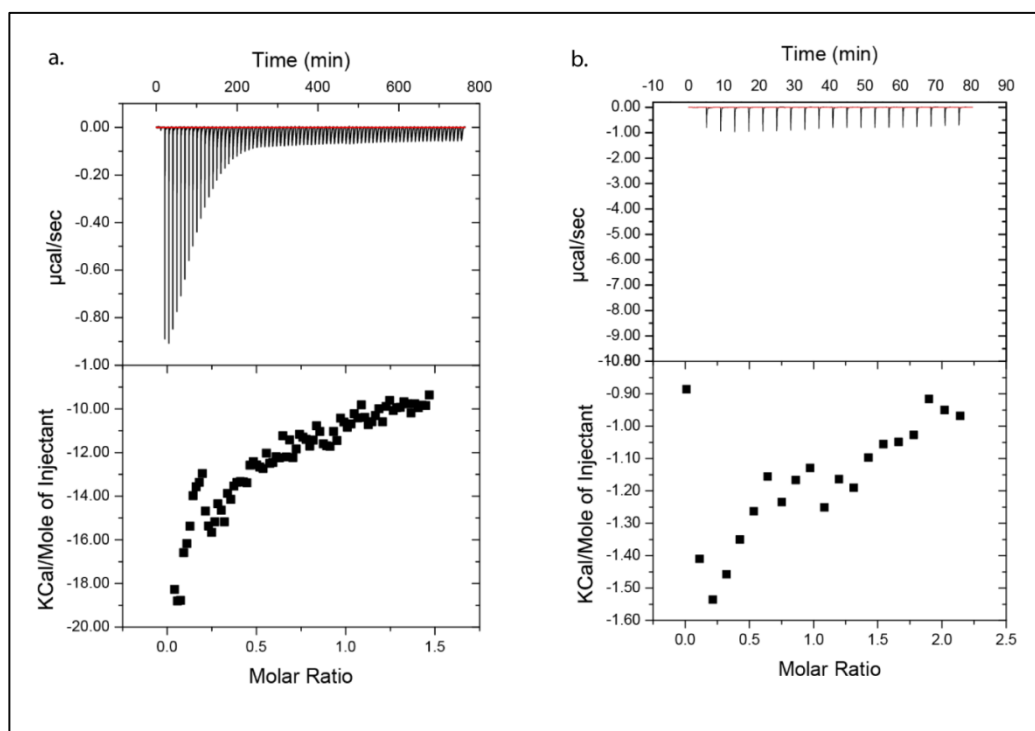 a.
Time (min)
0 200 400 600 800
0.00
-0.20
-0.40
-0.60
-0.80
-1.00
µcal/sec
-10.00
-12.00
-14.00
-16.00
-18.00
-20.00
KCal/Mole of Injectant
0.0 0.5 1.0 1.5
Molar Ratio
b.
Time (min)
-10 0 10 20 30 40 50 60 70 80 90
0.00
-1.00
-2.00
-3.00
-4.00
-5.00
-6.00
-7.00
-8.00
-9.00
µcal/sec
-0.90
-1.00
-1.10
-1.20
-1.30
-1.40
-1.50
-1.60
KCal/Mole of Injectant
0.0 0.5 1.0 1.5 2.0 2.5
Molar Ratio